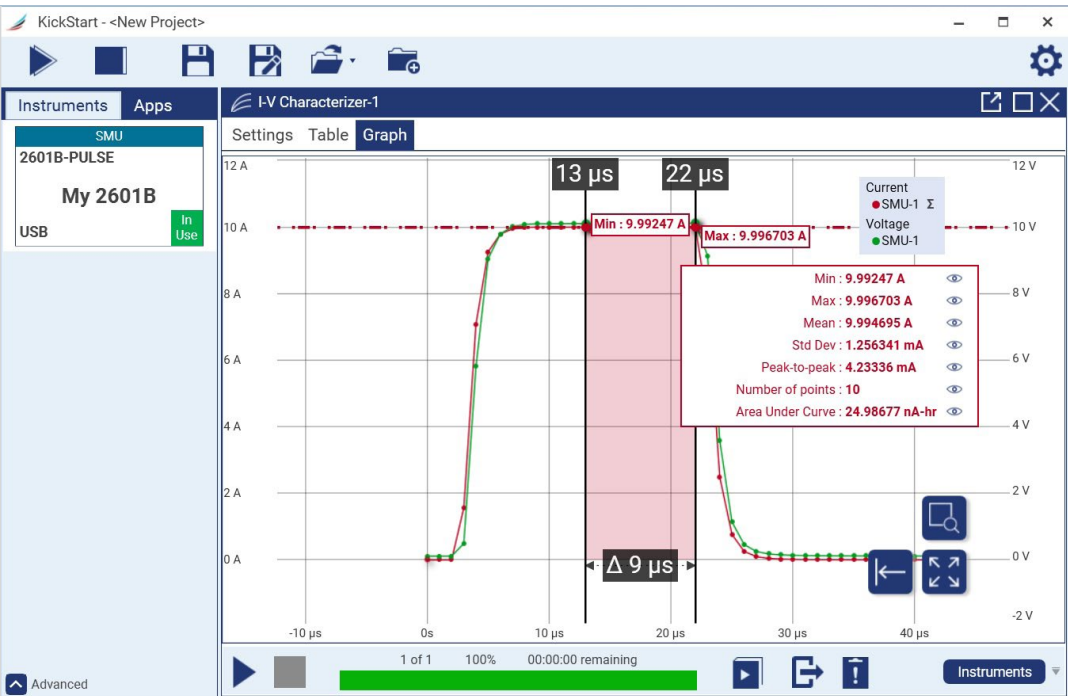 KickStart - <New Project>
Instruments Apps
SMU
2601B-PULSE
My 2601B
USB
In
Use
Advanced
I-V Characterizer-1
Settings Table Graph
12 A
10 A
8 A
6 A
4 A
2 A
0 A
13 µs
22 µs
Min : 9.99247 A
Max : 9.996703 A
Current
SMU-1 Σ
Voltage
SMU-1
Min : 9.99247 A
Max : 9.996703 A
Mean : 9.994695 A
Std Dev : 1.256341 mA
Peak-to-peak : 4.23336 mA
Number of points : 10
Area Under Curve : 24.98677 nA-hr
Δ 9 µs
12 V
10 V
8 V
6 V
4 V
2 V
0 V
-2 V
-10 µs 0s 10 µs 20 µs 30 µs 40 µs
1 of 1 100% 00:00:00 remaining
Instruments